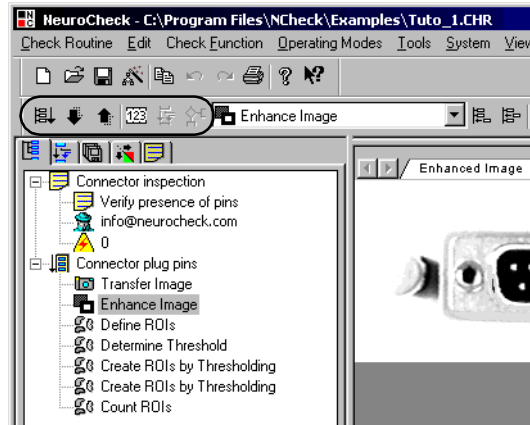 NeuroCheck - C:\Program Files\NCheck\Examples\Tuto_1.CHR
Check Routine Edit Check Function Operating Modes Tools System View
123 Enhance Image
Enhanced Image
Connector inspection
Verify presence of pins
info@neurocheck.com
0
Connector plug pins
Transfer Image
Enhance Image
Define ROIs
Determine Threshold
Create ROIs by Thresholding
Create ROIs by Thresholding
Count ROIs